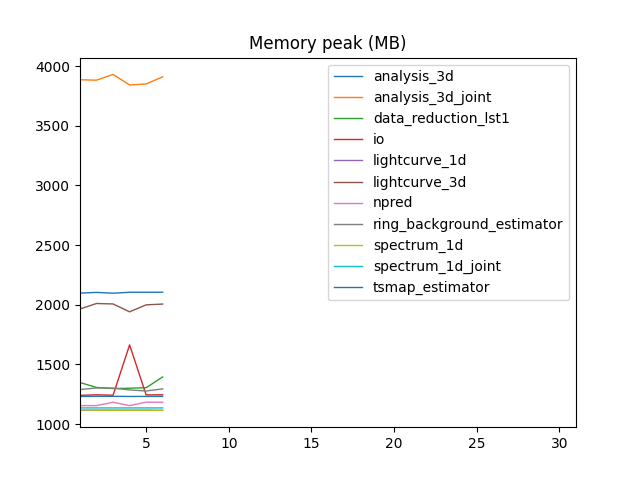 Memory peak (MB)
4000
3500
3000
2500
2000
1500
1000
5 10 15 20 25 30
analysis_3d
analysis_3d_joint
data_reduction_lst1
io
lightcurve_1d
lightcurve_3d
npred
ring_background_estimator
spectrum_1d
spectrum_1d_joint
tsmap_estimator